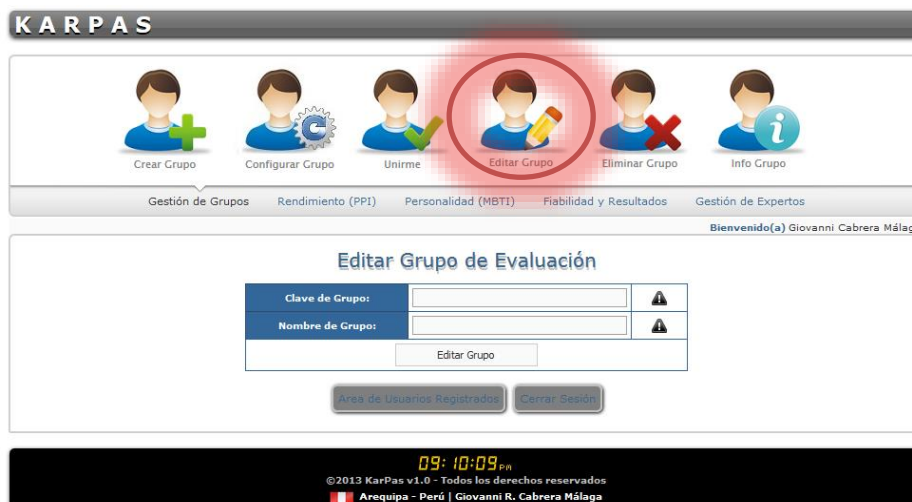 KARPAS
Crear Grupo
Configurar Grupo
Unirme
Editar Grupo
Eliminar Grupo
Info Grupo
Gestión de Grupos
Rendimiento (PPI)
Personalidad (MBTI)
Fiabilidad y Resultados
Gestión de Expertos
Bienvenido(a) Giovanni Cabrera Málag
Editar Grupo de Evaluación
Clave de Grupo:
Nombre de Grupo:
Editar Grupo
Area de Usuarios Registrados
Cerrar Sesión
09:10:09 PM
©2013 KarPas v1.0 - Todos los derechos reservados
Arequipa - Perú | Giovanni R. Cabrera Málaga